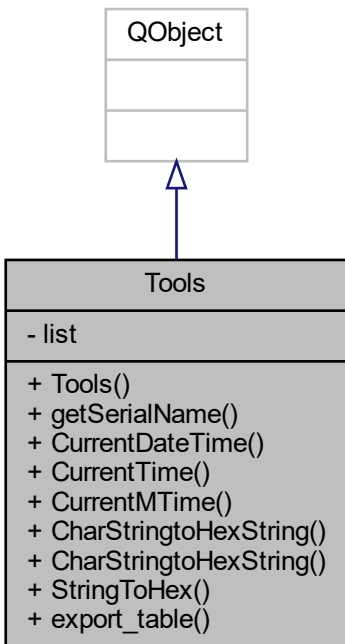 QObject
Tools
- list
+ Tools()
+ getSerialName()
+ CurrentDateTime()
+ CurrentTime()
+ CurrentMTime()
+ CharStringtoHexString()
+ CharStringtoHexString()
+ StringToHex()
+ export_table()